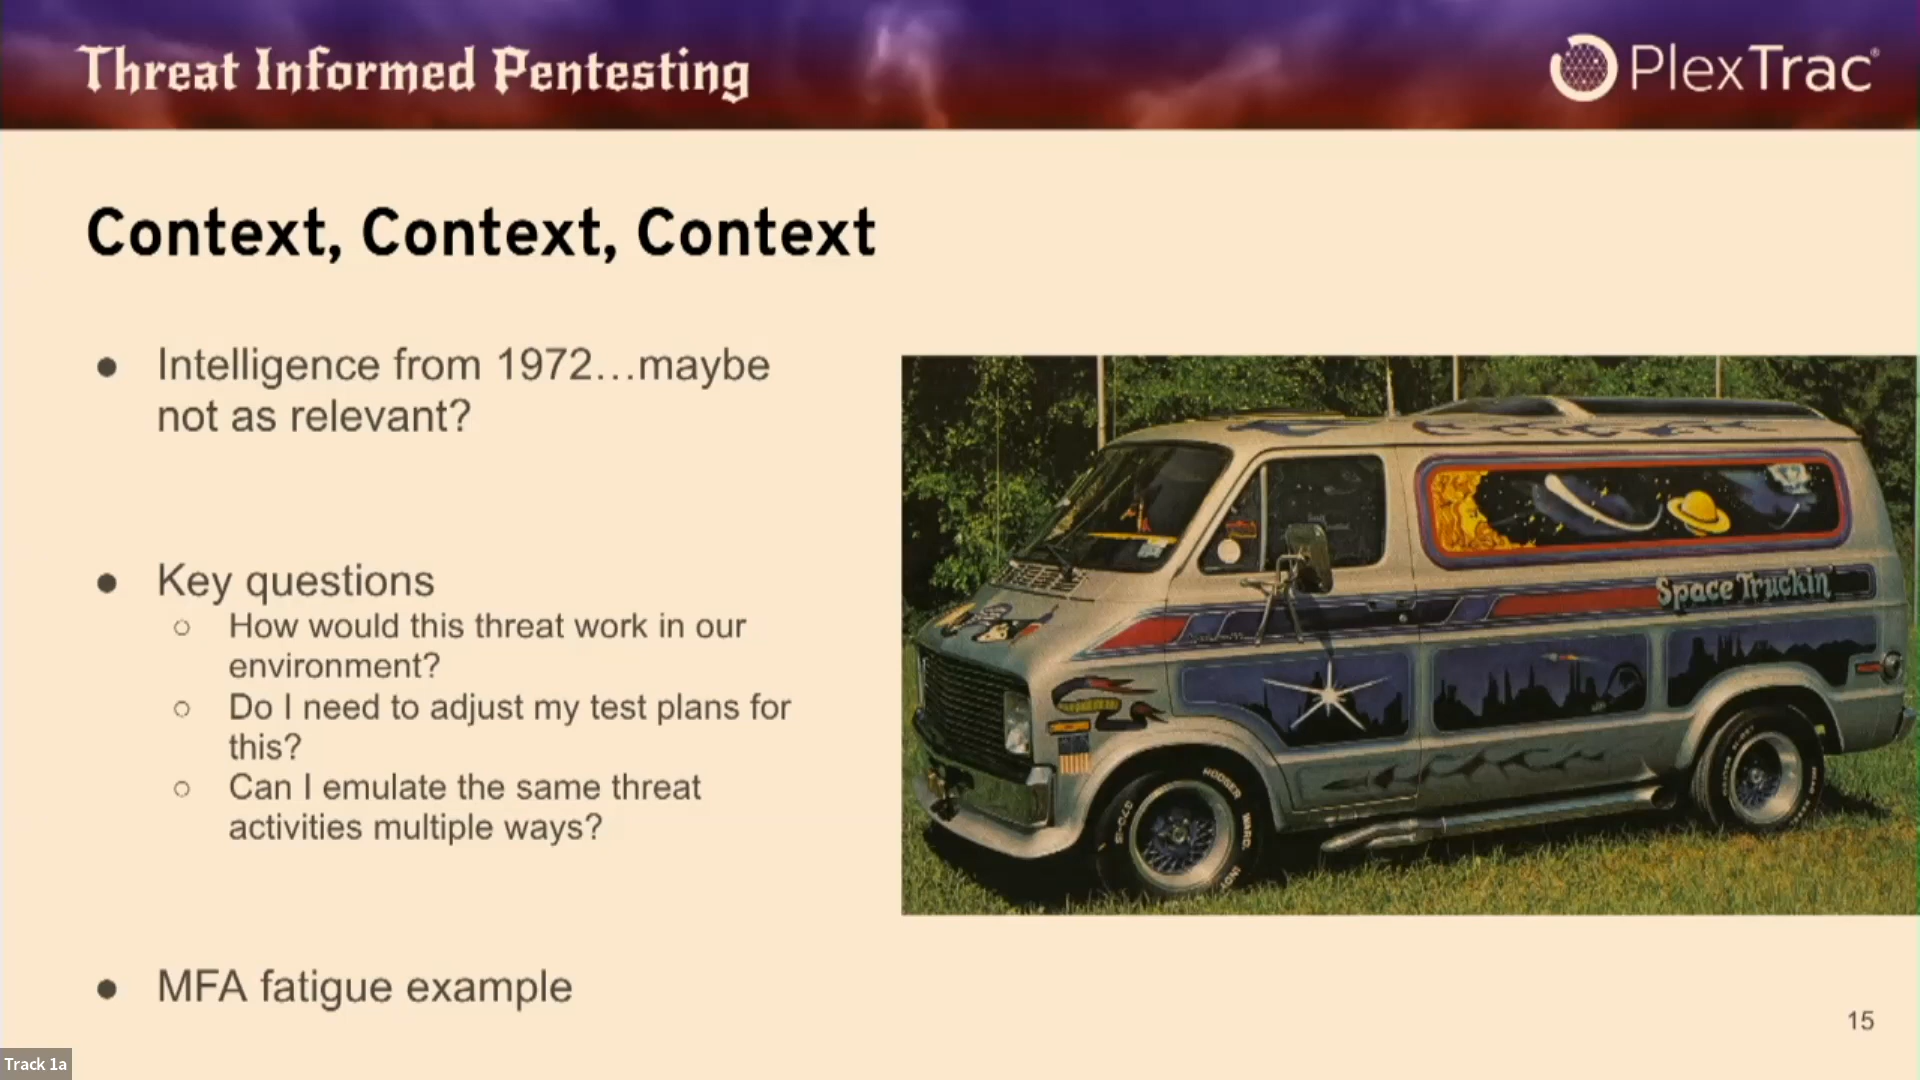 Threat Informed Pentesting
PlexTrac®
Context, Context, Context
● Intelligence from 1972…maybe
not as relevant?
● Key questions
○ How would this threat work in our
environment?
○ Do I need to adjust my test plans for
this?
○ Can I emulate the same threat
activities multiple ways?
● MFA fatigue example
Space Truckin'
15
Track 1a